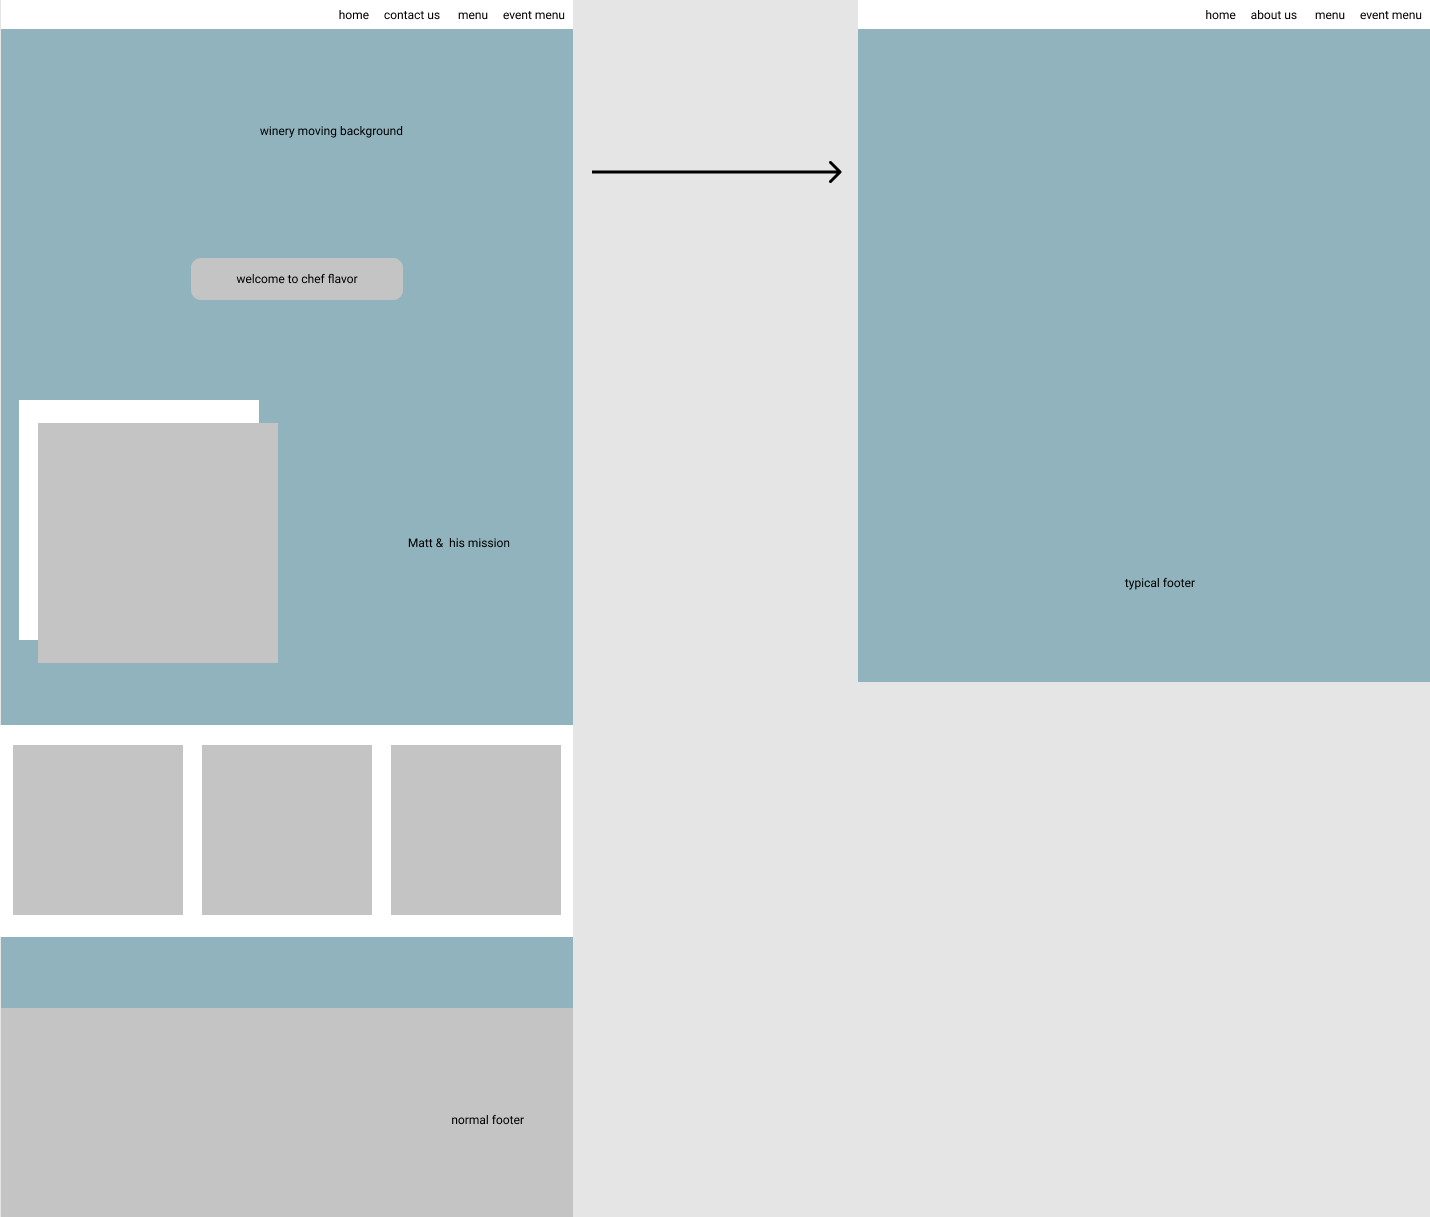 home contact us menu event menu
winery moving background
welcome to chef flavor
Matt &  his mission
normal footer
home about us menu event menu
typical footer